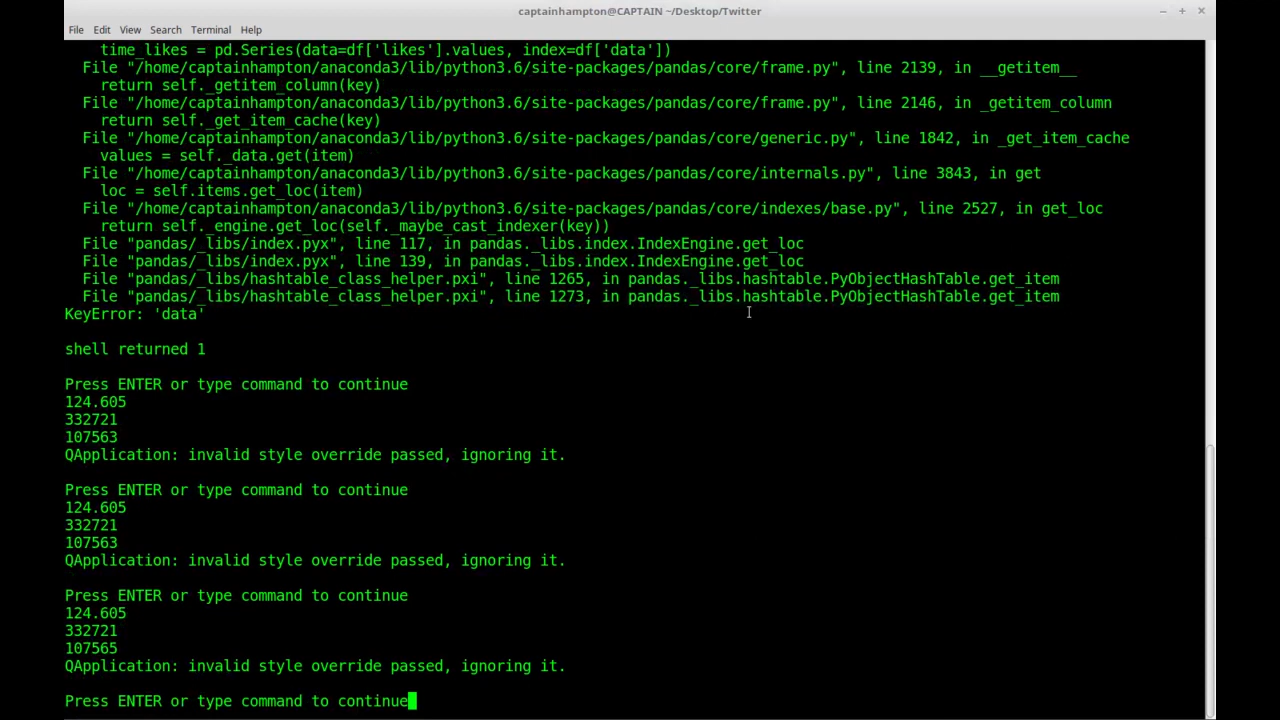 captainhampton@CAPTAIN ~/Desktop/Twitter
File Edit View Search Terminal Help
time_likes = pd.Series(data=df['likes'].values, index=df['data'])
File "/home/captainhampton/anaconda3/lib/python3.6/site-packages/pandas/core/frame.py", line 2139, in __getitem__
return self._getitem_column(key)
File "/home/captainhampton/anaconda3/lib/python3.6/site-packages/pandas/core/frame.py", line 2146, in _getitem_column
return self._get_item_cache(key)
File "/home/captainhampton/anaconda3/lib/python3.6/site-packages/pandas/core/generic.py", line 1842, in _get_item_cache
values = self._data.get(item)
File "/home/captainhampton/anaconda3/lib/python3.6/site-packages/pandas/core/internals.py", line 3843, in get
loc = self.items.get_loc(item)
File "/home/captainhampton/anaconda3/lib/python3.6/site-packages/pandas/core/indexes/base.py", line 2527, in get_loc
return self._engine.get_loc(self._maybe_cast_indexer(key))
File "pandas/_libs/index.pyx", line 117, in pandas._libs.index.IndexEngine.get_loc
File "pandas/_libs/index.pyx", line 139, in pandas._libs.index.IndexEngine.get_loc
File "pandas/_libs/hashtable_class_helper.pxi", line 1265, in pandas._libs.hashtable.PyObjectHashTable.get_item
File "pandas/_libs/hashtable_class_helper.pxi", line 1273, in pandas._libs.hashtable.PyObjectHashTable.get_item
KeyError: 'data'
shell returned 1
Press ENTER or type command to continue
124.605
332721
107563
QApplication: invalid style override passed, ignoring it.
Press ENTER or type command to continue
124.605
332721
107563
QApplication: invalid style override passed, ignoring it.
Press ENTER or type command to continue
124.605
332721
107565
QApplication: invalid style override passed, ignoring it.
Press ENTER or type command to continue